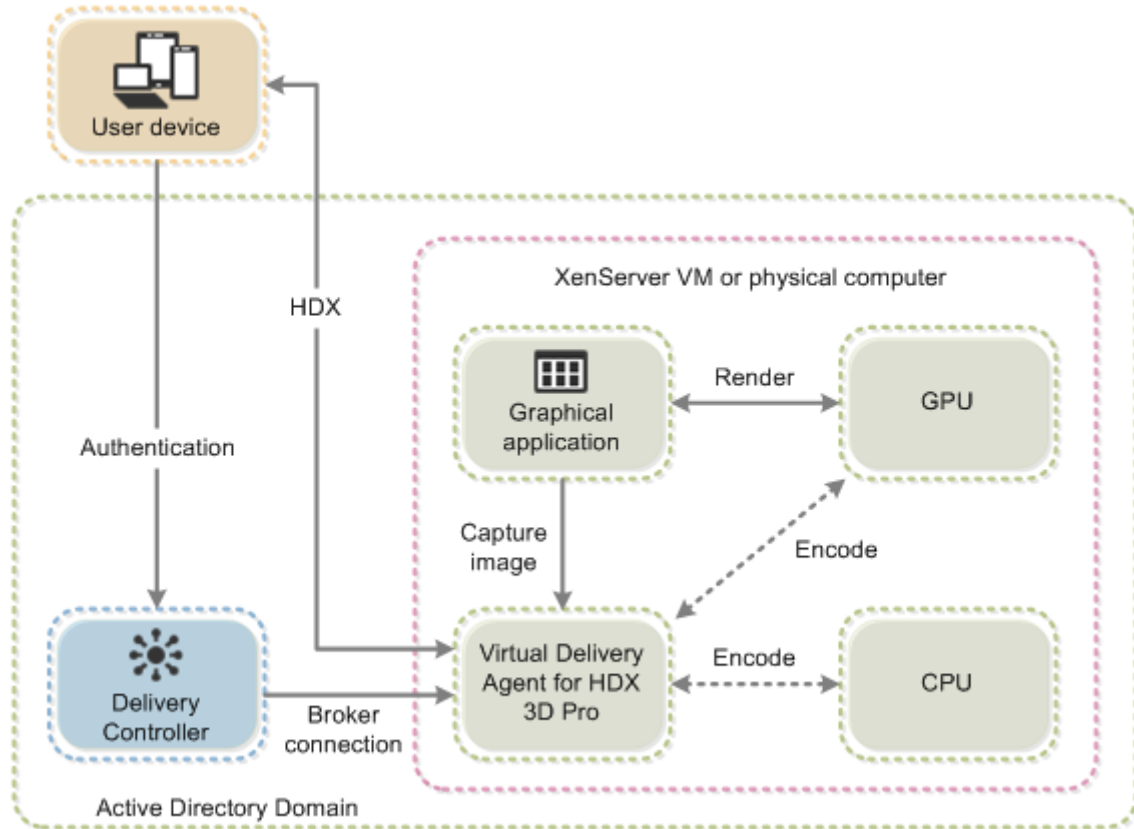 User device
XenServer VM or physical computer
HDX
Render
Graphical
application
GPU
Authentication
Capture
image
Encode
Virtual Delivery
Agent for HDX
3D Pro
Encode
CPU
Delivery
Controller
Broker
connection
Active Directory Domain